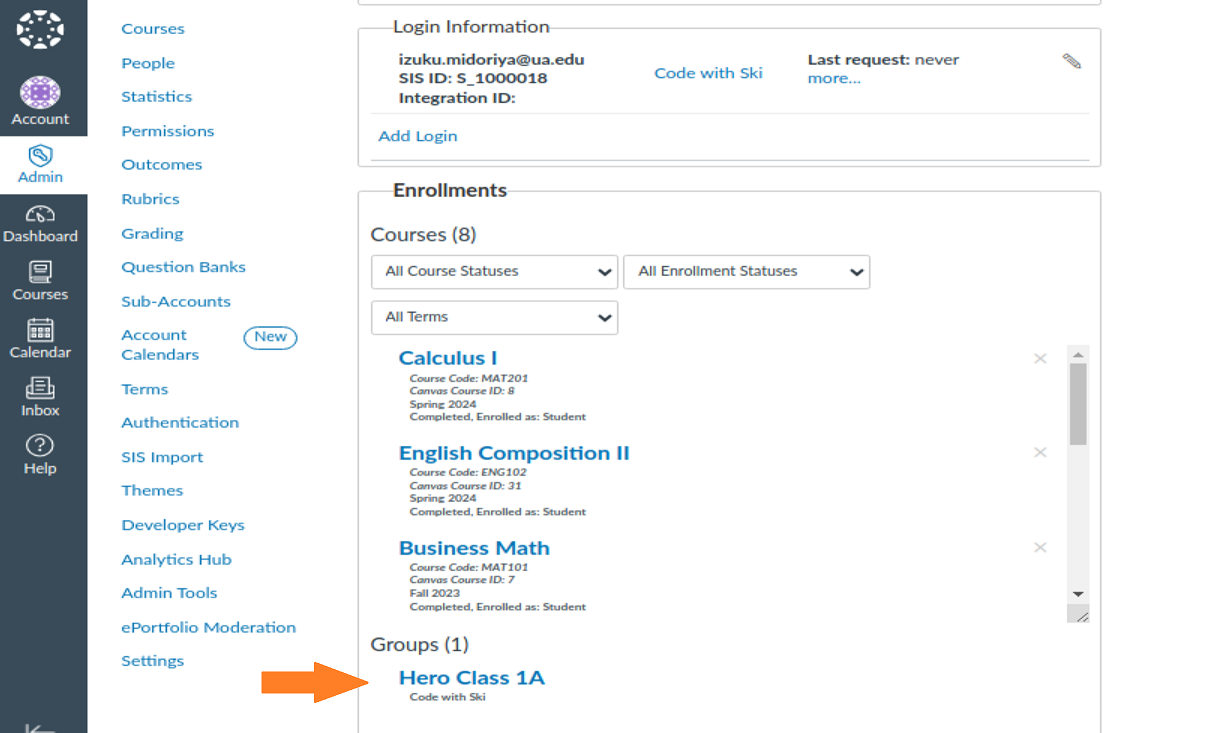 Account
Admin
Dashboard
Courses
Calendar
Inbox
Help
Courses
People
Statistics
Permissions
Outcomes
Rubrics
Grading
Question Banks
Sub-Accounts
Account
Calendars
New
Terms
Authentication
SIS Import
Themes
Developer Keys
Analytics Hub
Admin Tools
ePortfolio Moderation
Settings
Login Information
izuku.midoriya@ua.edu
SIS ID: S_1000018
Integration ID:
Code with Ski
Last request: never
more...
Add Login
Enrollments
Courses (8)
All Course Statuses
All Enrollment Statuses
All Terms
Calculus I
Course Code: MAT201
Canvas Course ID: 8
Spring 2024
Completed, Enrolled as: Student
English Composition II
Course Code: ENG102
Canvas Course ID: 31
Spring 2024
Completed, Enrolled as: Student
Business Math
Course Code: MAT101
Canvas Course ID: 7
Fall 2023
Completed, Enrolled as: Student
Groups (1)
Hero Class 1A
Code with Ski